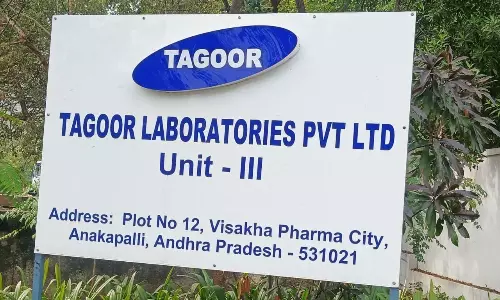 TAGOOR
TAGOOR LABORATORIES PVT LTD
Unit - III
Address: Plot No 12, Visakha Pharma City,
Anakapalli, Andhra Pradesh - 531021